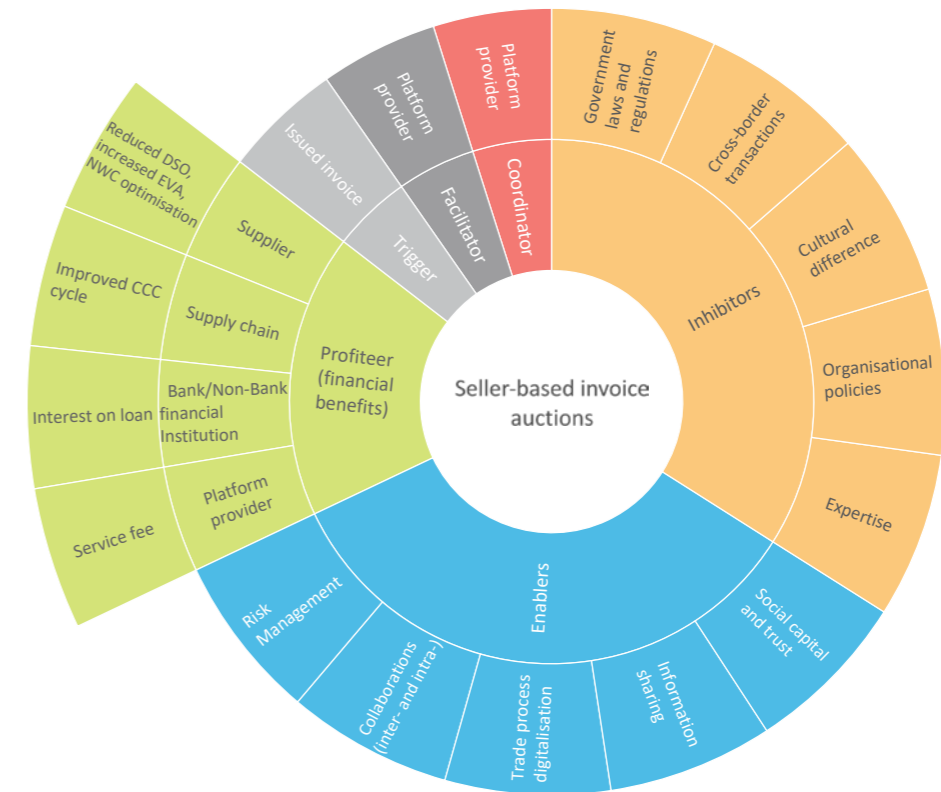 Seller-based invoice
auctions
Coordinator
Platform
provider
Inhibitors
Government
laws and
regulations
Cross-border
transactions
Cultural
difference
Organisational
policies
Expertise
Enablers
Social capital
and trust
Information
sharing
Trade process
digitalisation
Collaborations
(inter- and intra-)
Risk
Management
Profiteer
(financial
benefits)
Platform
provider
Service fee
Bank/Non-Bank
financial
Institution
Interest on loan
Supply chain
Improved CCC
cycle
Supplier
Reduced DSO,
increased EVA,
NWC optimisation
Trigger
Issued invoice
Facilitator
Platform
provider